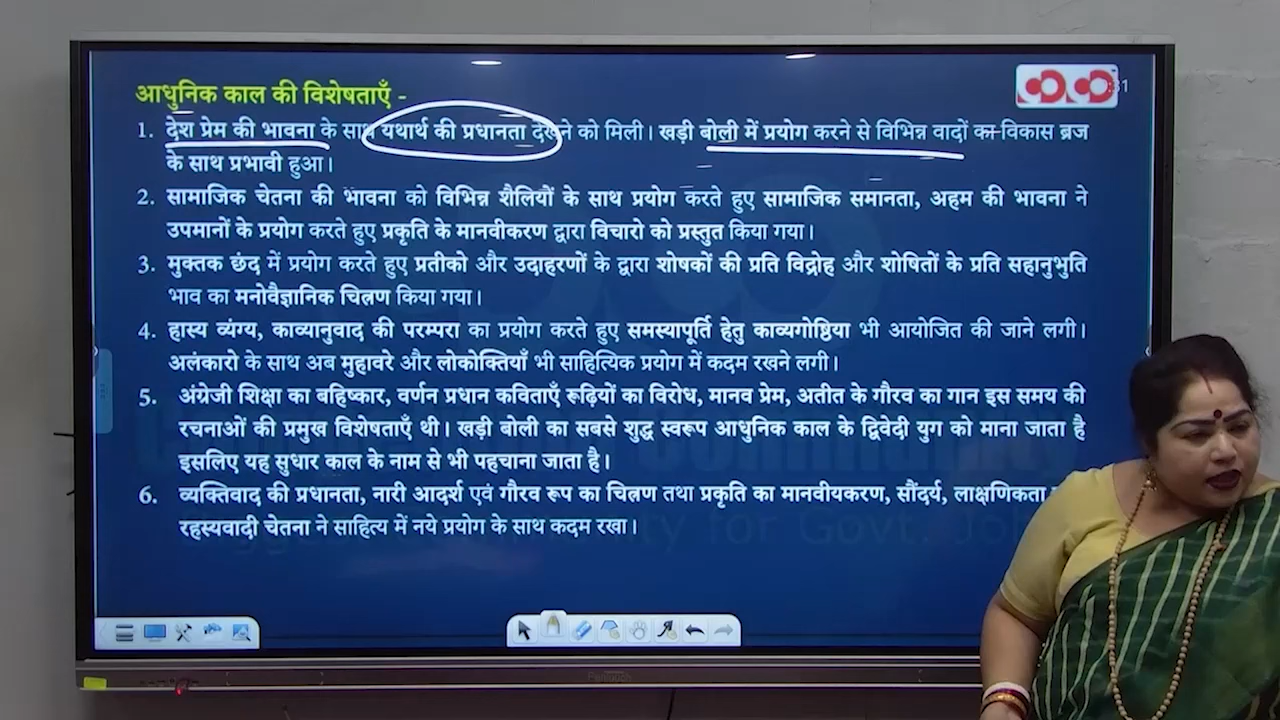 आधुनिक काल की विशेषताएँ -
31
1. देश प्रेम की भावना के साथ यथार्थ की प्रधानता देखने को मिली। खड़ी बोली में प्रयोग करने से विभिन्न वादों का विकास ब्रज
के साथ प्रभावी हुआ।
2. सामाजिक चेतना की भावना को विभिन्न शैलियों के साथ प्रयोग करते हुए सामाजिक समानता, अहम की भावना ने
उपमानों के प्रयोग करते हुए प्रकृति के मानवीकरण द्वारा विचारो को प्रस्तुत किया गया।
3. मुक्तक छंद में प्रयोग करते हुए प्रतीको और उदाहरणों के द्वारा शोषकों की प्रति विद्रोह और शोषितों के प्रति सहानुभुति
भाव का मनोवैज्ञानिक चित्रण किया गया।
4. हास्य व्यंग्य, काव्यानुवाद की परम्परा का प्रयोग करते हुए समस्यापूर्ति हेतु काव्यगोष्ठिया भी आयोजित की जाने लगी।
अलंकारो के साथ अब मुहावरे और लोकोक्तियाँ भी साहित्यिक प्रयोग में कदम रखने लगी।
5. अंग्रेजी शिक्षा का बहिष्कार, वर्णन प्रधान कविताएँ रूढ़ियों का विरोध, मानव प्रेम, अतीत के गौरव का गान इस समय की
रचनाओं की प्रमुख विशेषताएँ थी। खड़ी बोली का सबसे शुद्ध स्वरूप आधुनिक काल के द्विवेदी युग को माना जाता है
इसलिए यह सुधार काल के नाम से भी पहचाना जाता है।
6. व्यक्तिवाद की प्रधानता, नारी आदर्श एवं गौरव रूप का चित्रण तथा प्रकृति का मानवीयकरण, सौंदर्य, लाक्षणिकता
रहस्यवादी चेतना ने साहित्य में नये प्रयोग के साथ कदम रखा।
for Govt.